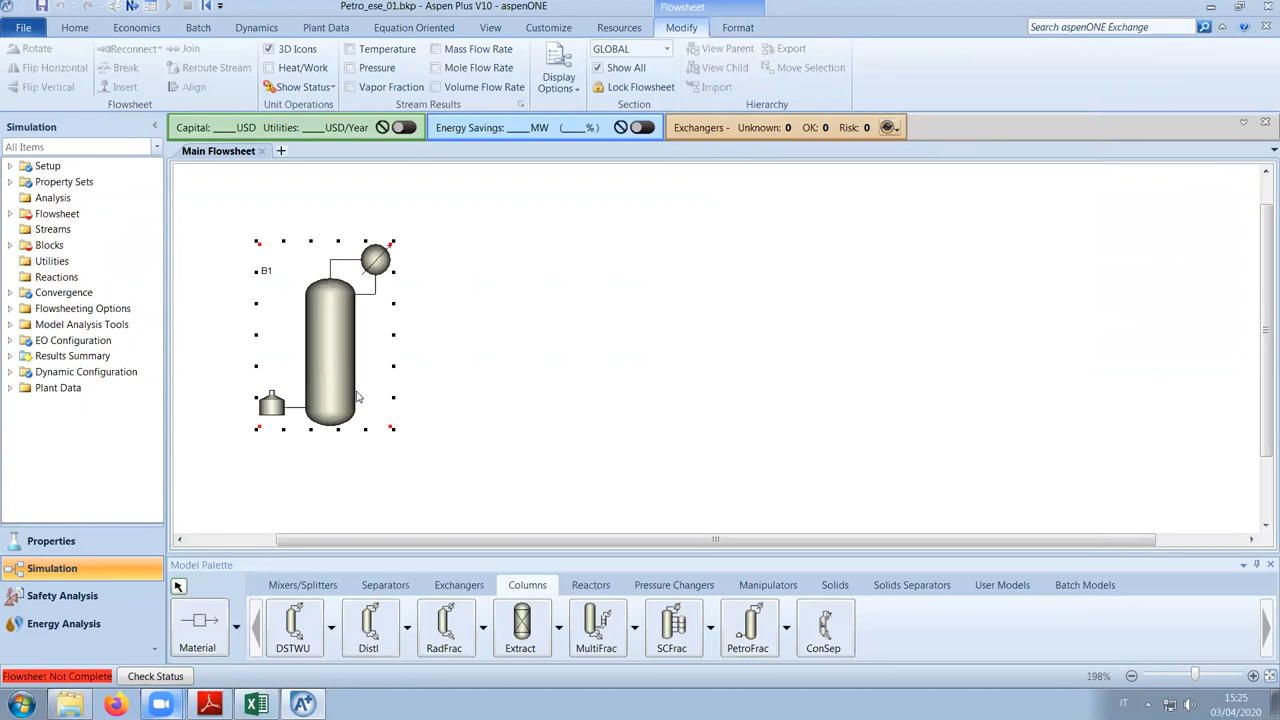 Petro_ese_01.bkp - Aspen Plus V10 - aspenONE
Flowsheet
File
Home
Economics
Batch
Dynamics
Plant Data
Equation Oriented
View
Customize
Resources
Modify
Format
Search aspenONE Exchange
Rotate
Reconnect
Join
3D Icons
Temperature
Mass Flow Rate
GLOBAL
View Parent
Export
Flip Horizontal
Break
Reroute Stream
Heat/Work
Pressure
Mole Flow Rate
Display Options
Show All
View Child
Move Selection
Flip Vertical
Insert
Align
Show Status
Vapor Fraction
Volume Flow Rate
Lock Flowsheet
Import
Flowsheet
Unit Operations
Stream Results
Section
Hierarchy
Simulation
Capital: ____USD Utilities: ____USD/Year
Energy Savings: ____MW (____%)
Exchangers - Unknown: 0 OK: 0 Risk: 0
All Items
Main Flowsheet
Setup
Property Sets
Analysis
Flowsheet
Streams
Blocks
Utilities
Reactions
Convergence
Flowsheeting Options
Model Analysis Tools
EO Configuration
Results Summary
Dynamic Configuration
Plant Data
B1
Properties
Simulation
Safety Analysis
Energy Analysis
Model Palette
Mixers/Splitters
Separators
Exchangers
Columns
Reactors
Pressure Changers
Manipulators
Solids
Solids Separators
User Models
Batch Models
Material
DSTWU
Distl
RadFrac
Extract
MultiFrac
SCFrac
PetroFrac
ConSep
Flowsheet Not Complete
Check Status
198%
IT
15:25
03/04/2020